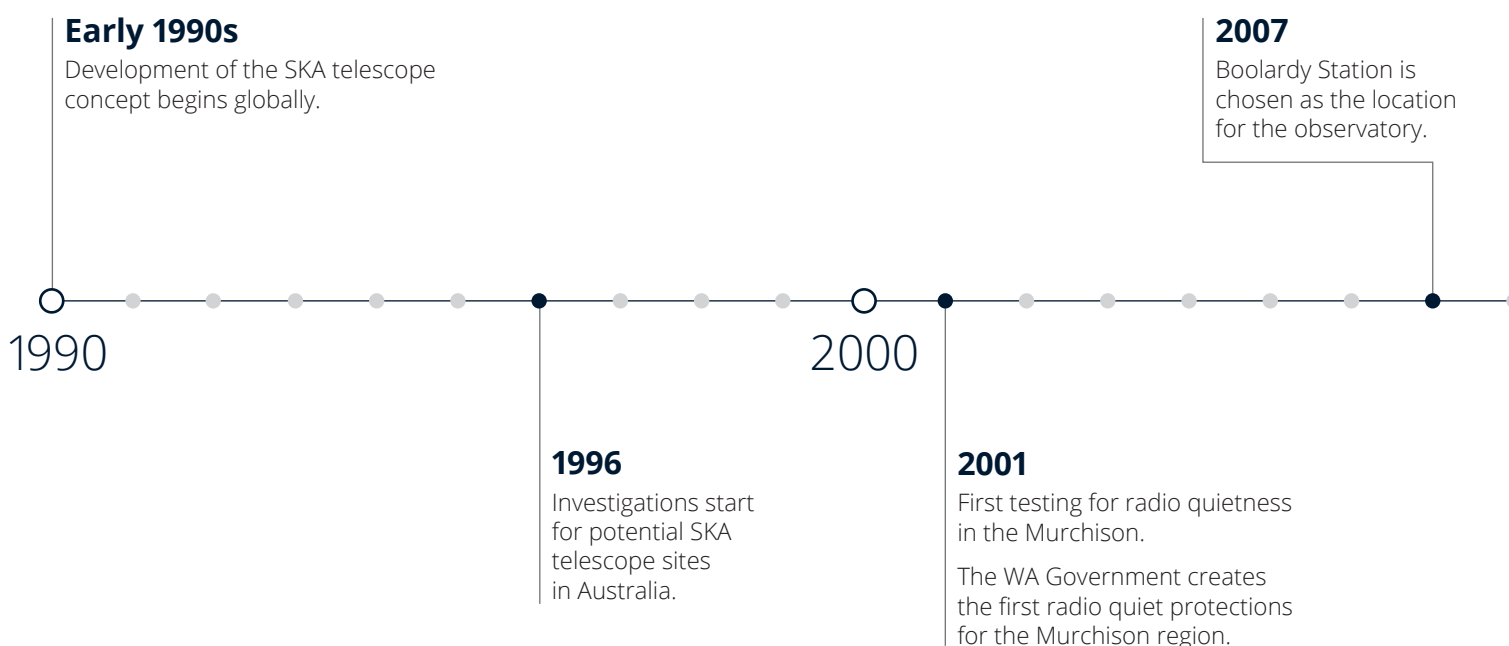 Early 1990s
Development of the SKA telescope
concept begins globally.
2007
Boolardy Station is
chosen as the location
for the observatory.
1990
2000
1996
Investigations start
for potential SKA
telescope sites
in Australia.
2001
First testing for radio quietness
in the Murchison.
The WA Government creates
the first radio quiet protections
for the Murchison region.